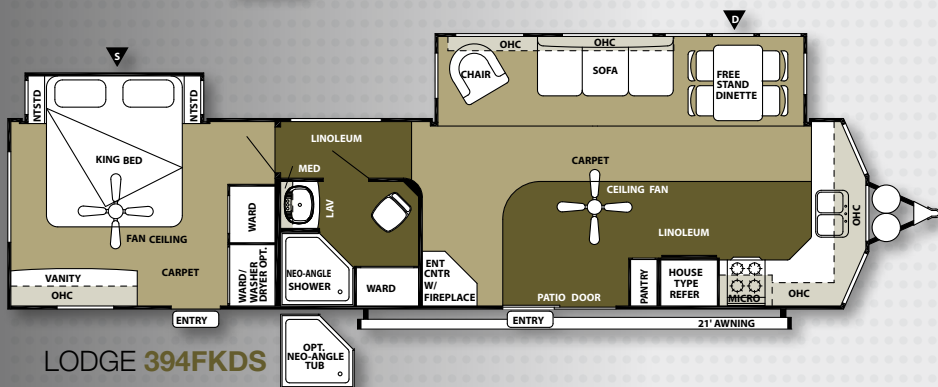 S
D
OHC
OHC
CHAIR
SOFA
FREE
STAND
DINETTE
NTSTD
NTSTD
KING BED
FAN CEILING
LINOLEUM
MED
LAV
WARD
WARD/
WASHER
DRYER OPT.
CARPET
VANITY
OHC
NEO-ANGLE
SHOWER
WARD
ENT
CNTR
W/
FIREPLACE
CARPET
CEILING FAN
LINOLEUM
PATIO DOOR
PANTRY
HOUSE
TYPE
REFER
MICRO
OHC
OHC
ENTRY
ENTRY
21' AWNING
OPT.
NEO-ANGLE
TUB
LODGE 394FKDS